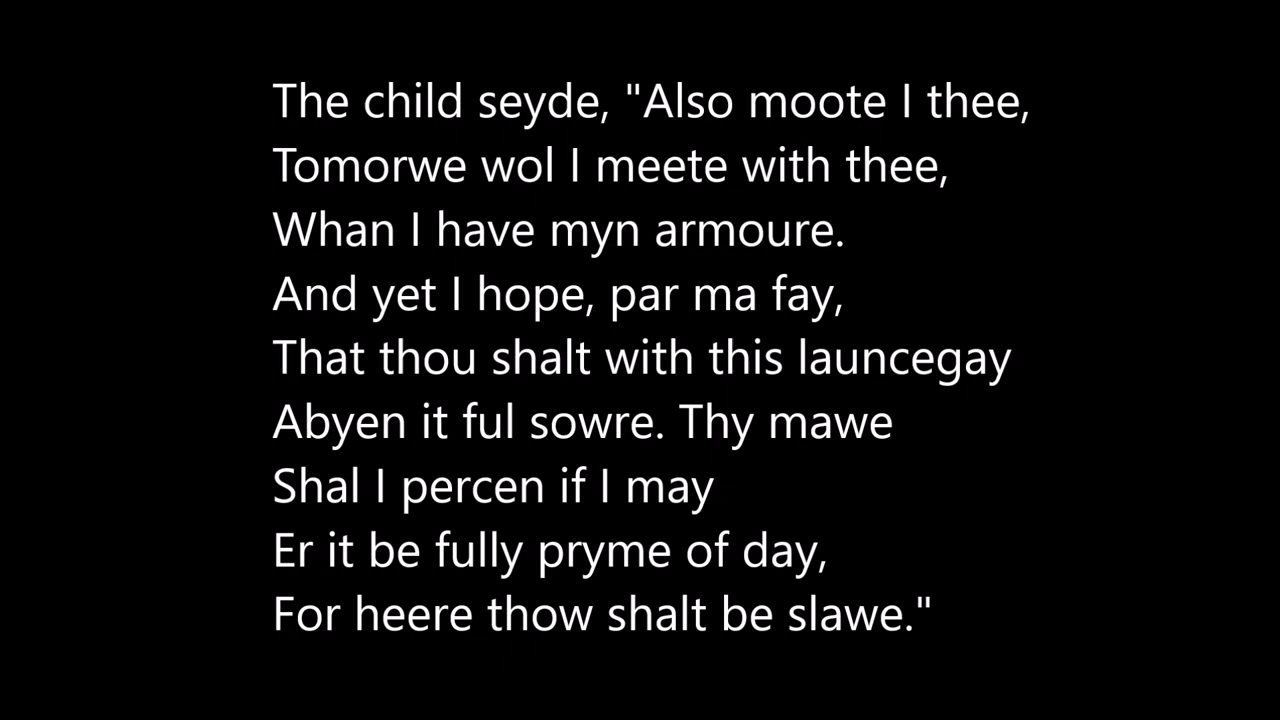 The child seyde, "Also moote I thee,
Tomorwe wol I meete with thee,
Whan I have myn armoure.
And yet I hope, par ma fay,
That thou shalt with this launcegay
Abyen it ful sowre. Thy mawe
Shal I percen if I may
Er it be fully pryme of day,
For heere thow shalt be slawe."